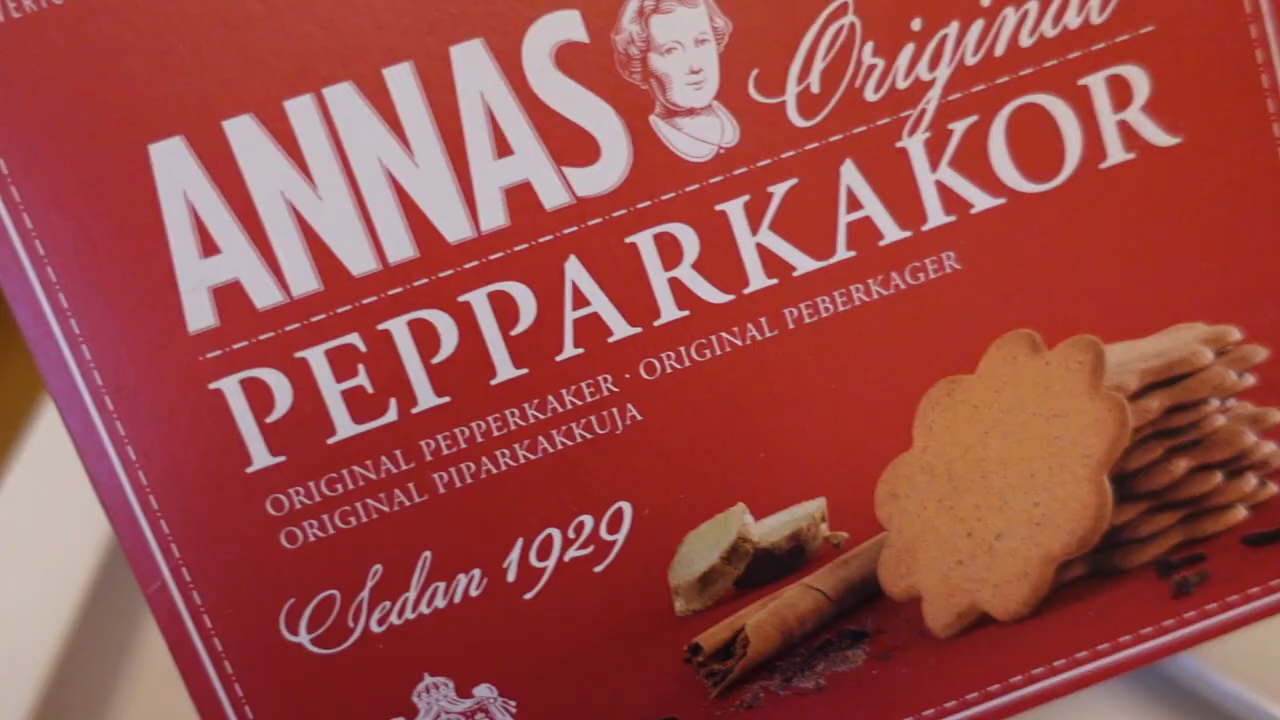 ANNAS Original
PEPPARKAKOR
ORIGINAL PEPPERKAKER · ORIGINAL PEBERKAGER
ORIGINAL PIPARKAKKUJA
Sedan 1929